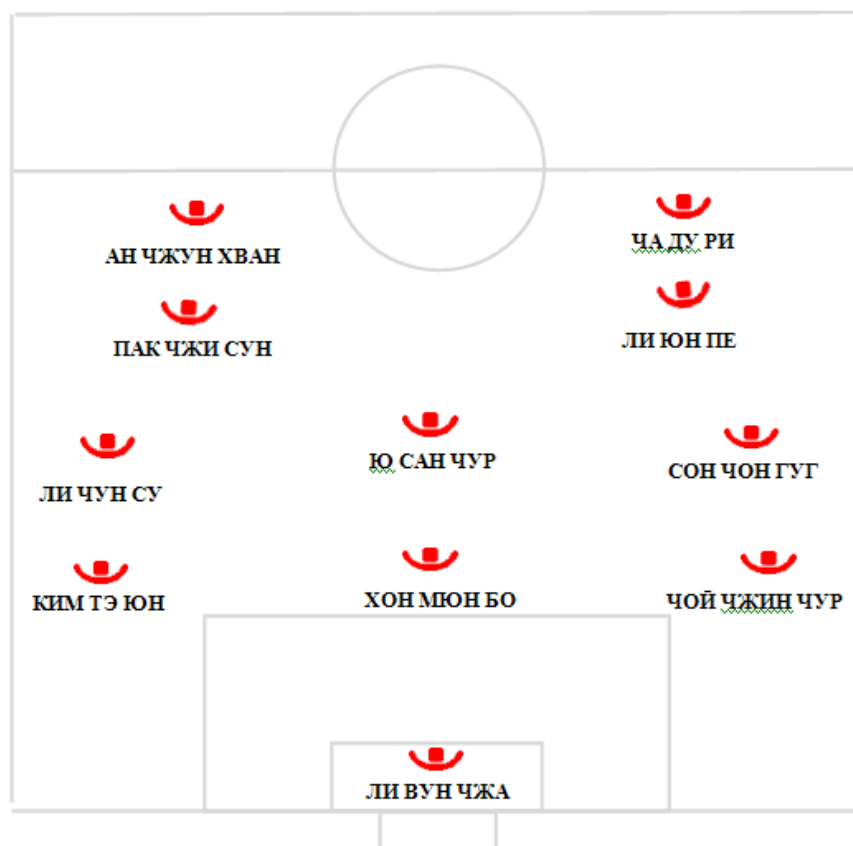 АН ЧЖУН ХВАН
ЧА ДУ РИ
ПАК ЧЖИ СУН
ЛИ ЮН ПЕ
ЛИ ЧУН СУ
Ю САН ЧУР
СОН ЧОН ГУГ
КИМ ТЭ ЮН
ХОН МЮН БО
ЧОЙ ЧЖИН ЧУР
ЛИ ВУН ЧЖА